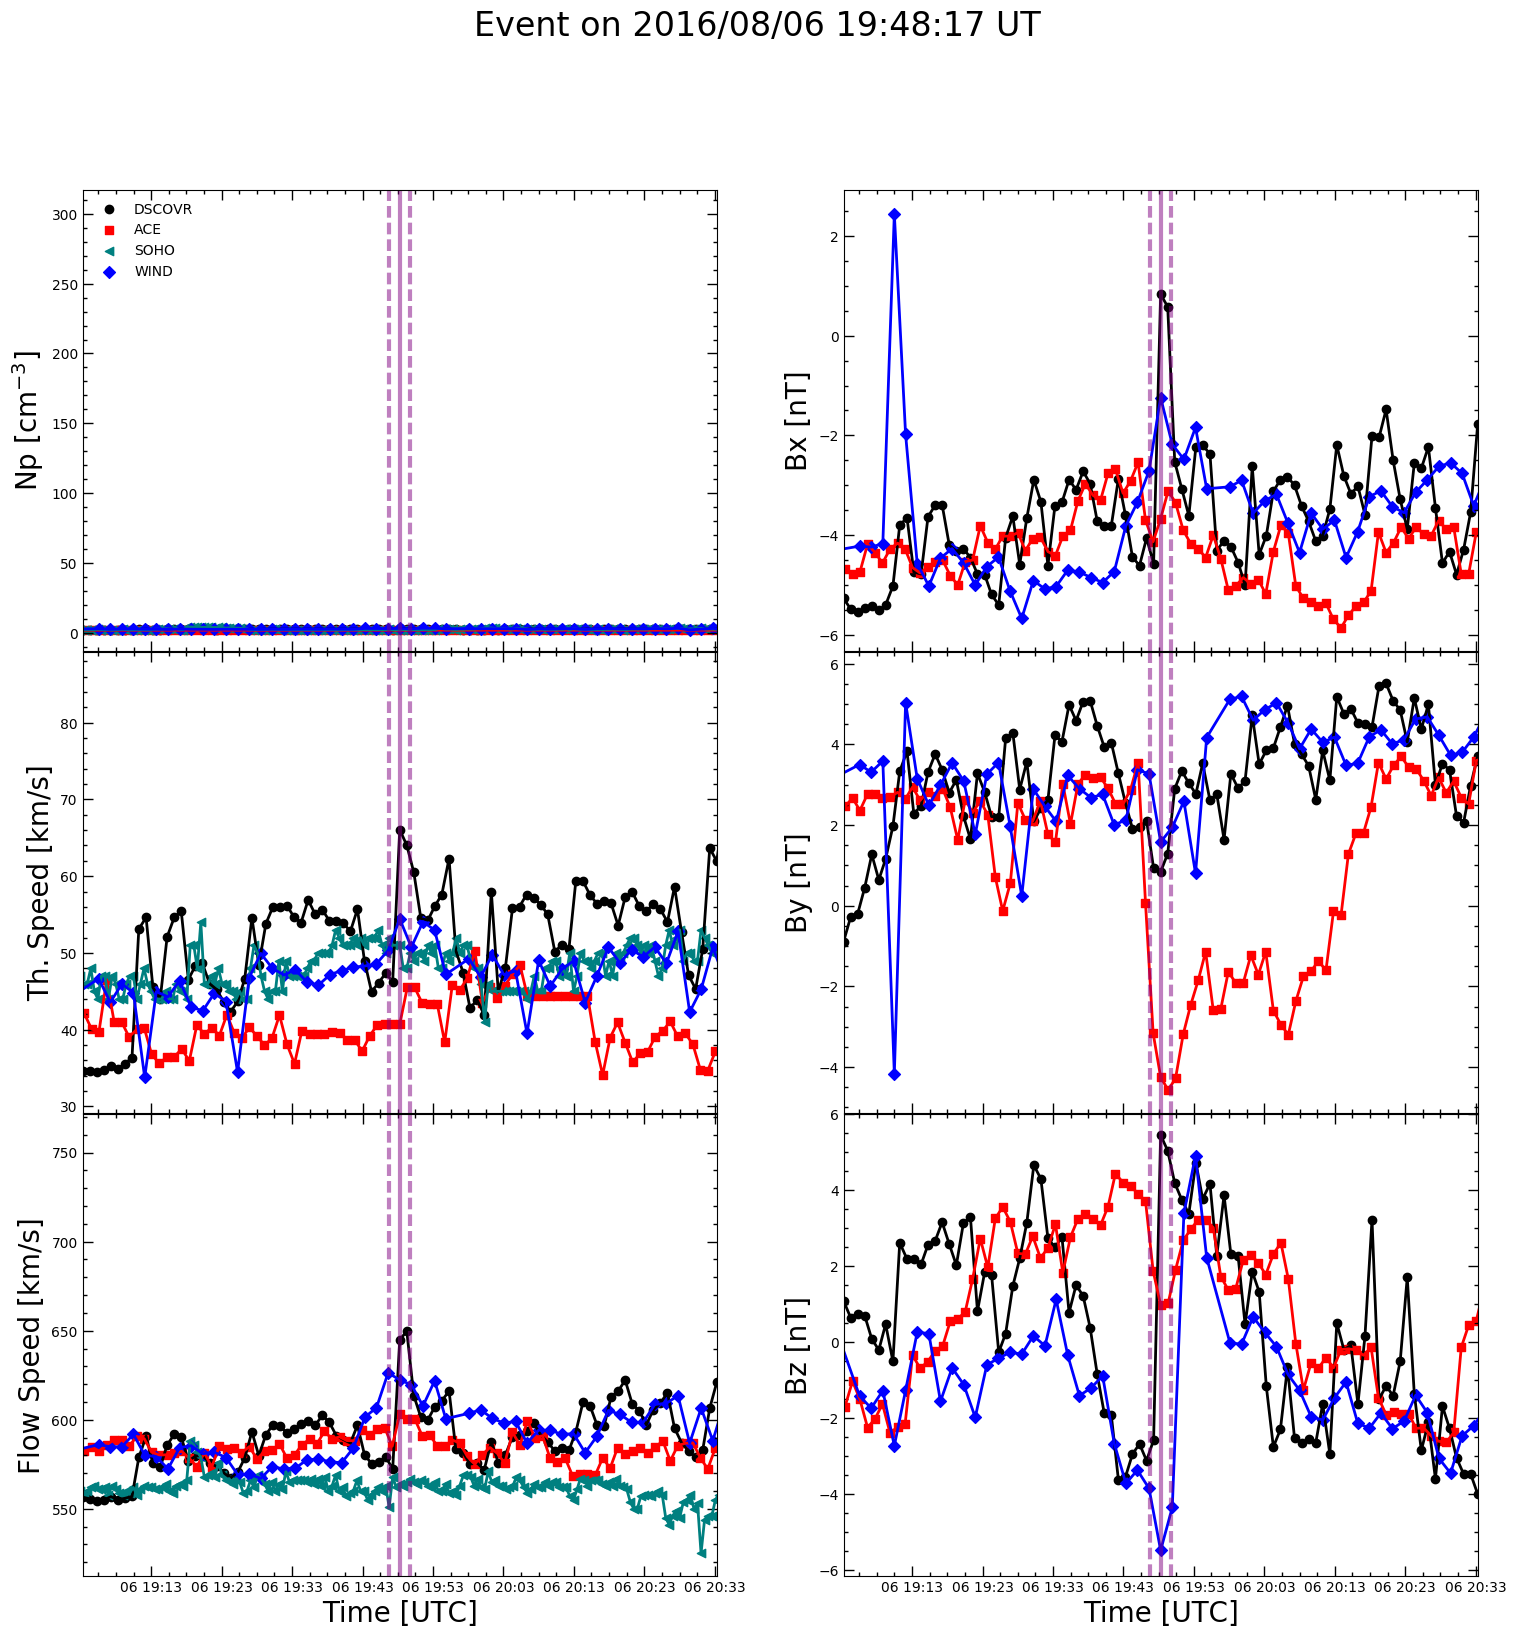 Event on 2016/08/06 19:48:17 UT
Np [cm⁻³]
300
250
200
150
100
50
0
DSCOVR
ACE
SOHO
WIND
Th. Speed [km/s]
80
70
60
50
40
30
Flow Speed [km/s]
750
700
650
600
550
06 19:13 06 19:23 06 19:33 06 19:43 06 19:53 06 20:03 06 20:13 06 20:23 06 20:33
Time [UTC]
Bx [nT]
2
0
−2
−4
−6
By [nT]
6
4
2
0
−2
−4
Bz [nT]
6
4
2
0
−2
−4
−6
06 19:13 06 19:23 06 19:33 06 19:43 06 19:53 06 20:03 06 20:13 06 20:23 06 20:33
Time [UTC]